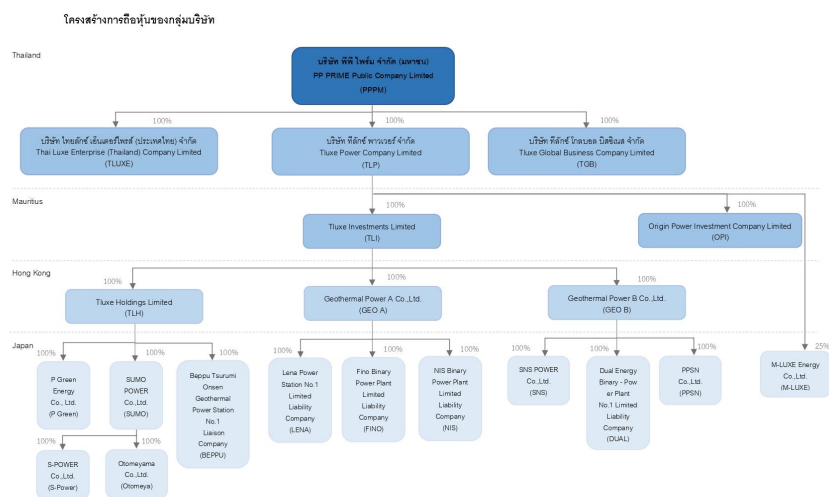 โครงสร้างการถือหุ้นของกลุ่มบริษัท
Thailand
บริษัท พีพี ไพร์ม จำกัด (มหาชน)
PP PRIME Public Company Limited
(PPPM)
100%
100%
100%
บริษัท ไทยลักซ์ เอ็นเตอร์ไพรส์ (ประเทศไทย) จำกัด
Thai Luxe Enterprise (Thailand) Company Limited
(TLUXE)
บริษัท ทีลักซ์ พาวเวอร์ จำกัด
Tluxe Power Company Limited
(TLP)
บริษัท ทีลักซ์ โกลบอล บิสซิเนส จำกัด
Tluxe Global Business Company Limited
(TGB)
Mauritius
100%
100%
Tluxe Investments Limited
(TLI)
Origin Power Investment Company Limited
(OPI)
Hong Kong
100%
100%
100%
Tluxe Holdings Limited
(TLH)
Geothermal Power A Co.,Ltd.
(GEO A)
Geothermal Power B Co.,Ltd.
(GEO B)
Japan
100%
100%
100%
100%
100%
100%
100%
100%
100%
25%
P Green
Energy
Co., Ltd.
(P Green)
SUMO
POWER
Co.,Ltd.
(SUMO)
Beppu Tsurumi
Onsen
Geothermal
Power Station
No.1
Liaison
Company
(BEPPU)
Lena Power
Station No.1
Limited
Liability
Company
(LENA)
Fino Binary
Power Plant
Limited
Liability
Company
(FINO)
NIS Binary
Power Plant
Limited
Liability
Company
(NIS)
SNS POWER
Co.,Ltd.
(SNS)
Dual Energy
Binary - Pow
er Plant
No.1 Limited
Liability
Company
(DUAL)
PPSN
Co.,Ltd.
(PPSN)
M-LUXE Energy
Co.,Ltd.
(M-LUXE)
100%
100%
S-POWER
Co.,Ltd.
(S-Power)
Otomeyama
Co.,Ltd.
(Otomeya)